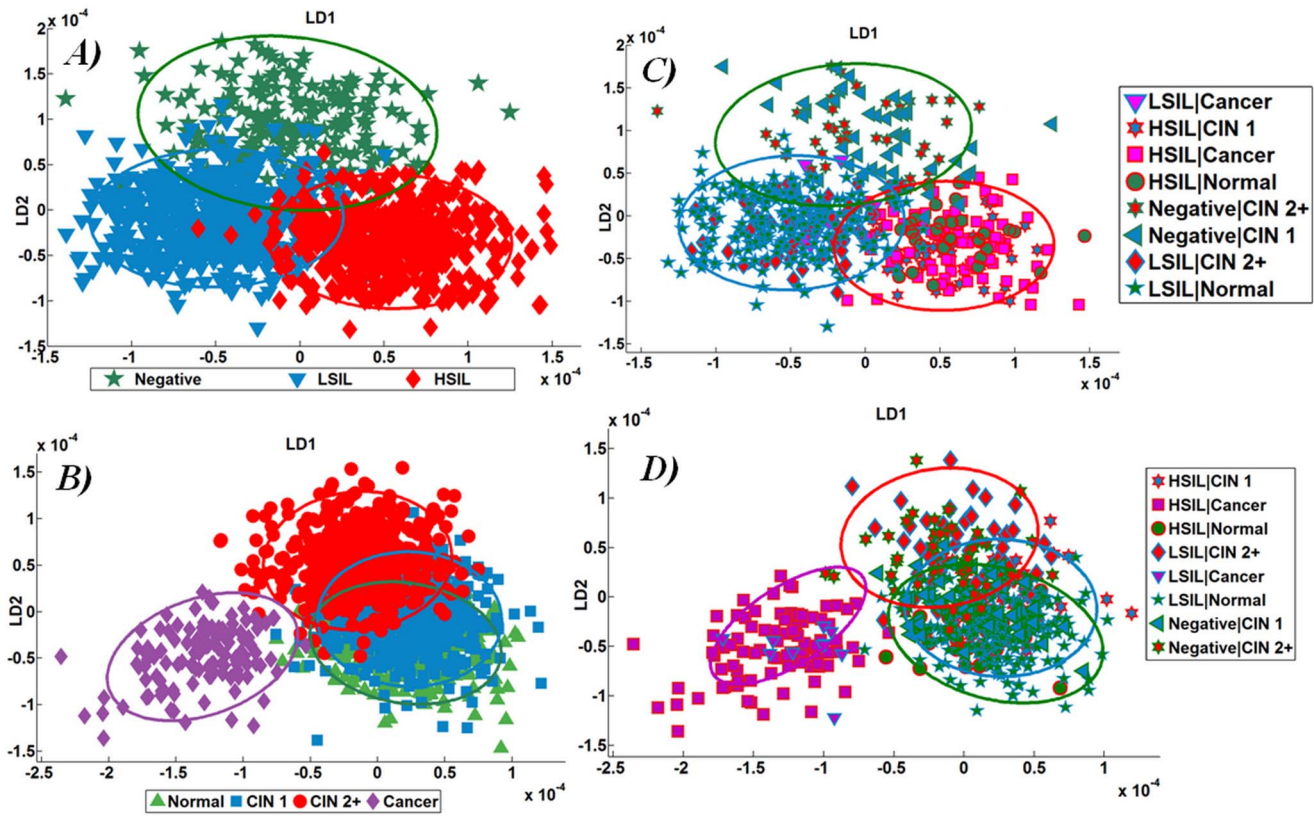 A)
x 10⁻⁴
LD1
2
1.5
1
0.5
0
-0.5
-1
-1.5
LD2
-1.5
-1
-0.5
0
0.5
1
1.5
x 10⁻⁴
Negative
LSIL
HSIL
C)
x 10⁻⁴
LD1
2
1.5
1
0.5
0
-0.5
-1
-1.5
LD2
-1.5
-1
-0.5
0
0.5
1
1.5
x 10⁻⁴
LSIL|Cancer
HSIL|CIN 1
HSIL|Cancer
HSIL|Normal
Negative|CIN 2+
Negative|CIN 1
LSIL|CIN 2+
LSIL|Normal
B)
x 10⁻⁴
LD1
1.5
1
0.5
0
-0.5
-1
-1.5
LD2
-2.5
-2
-1.5
-1
-0.5
0
0.5
1
x 10⁻⁴
Normal
CIN 1
CIN 2+
Cancer
D)
x 10⁻⁴
LD1
1.5
1
0.5
0
-0.5
-1
-1.5
LD2
-2.5
-2
-1.5
-1
-0.5
0
0.5
1
1.5
x 10⁻⁴
HSIL|CIN 1
HSIL|Cancer
HSIL|Normal
LSIL|CIN 2+
LSIL|Cancer
LSIL|Normal
Negative|CIN 1
Negative|CIN 2+